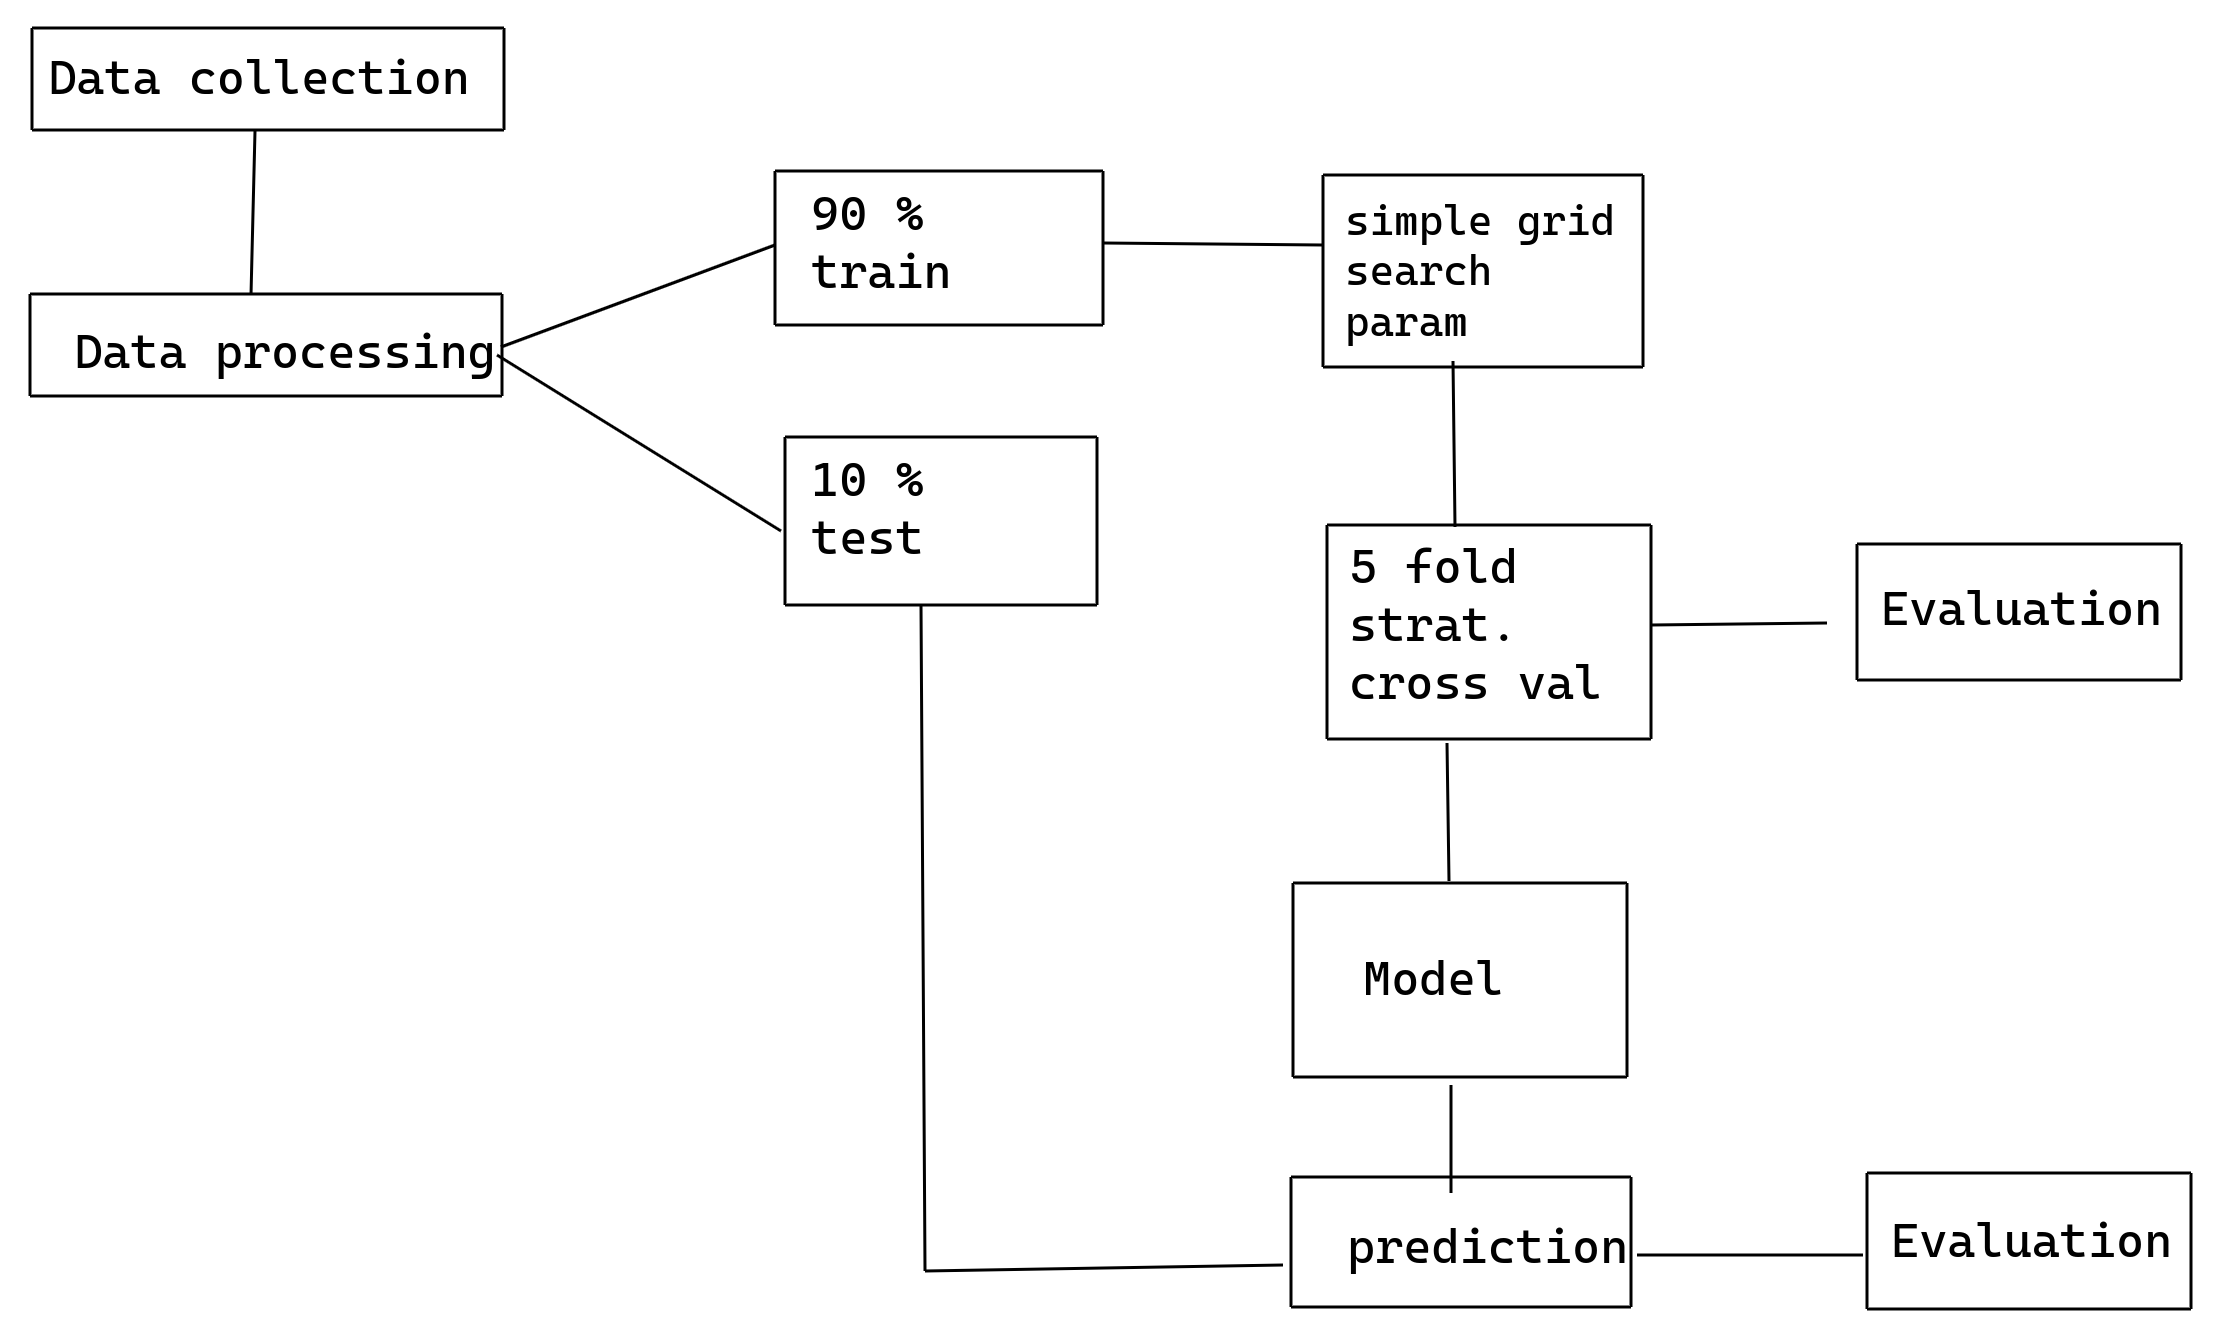 Data collection
Data processing
90 %
train
10 %
test
simple grid
search
param
5 fold
strat.
cross val
Evaluation
Model
prediction
Evaluation